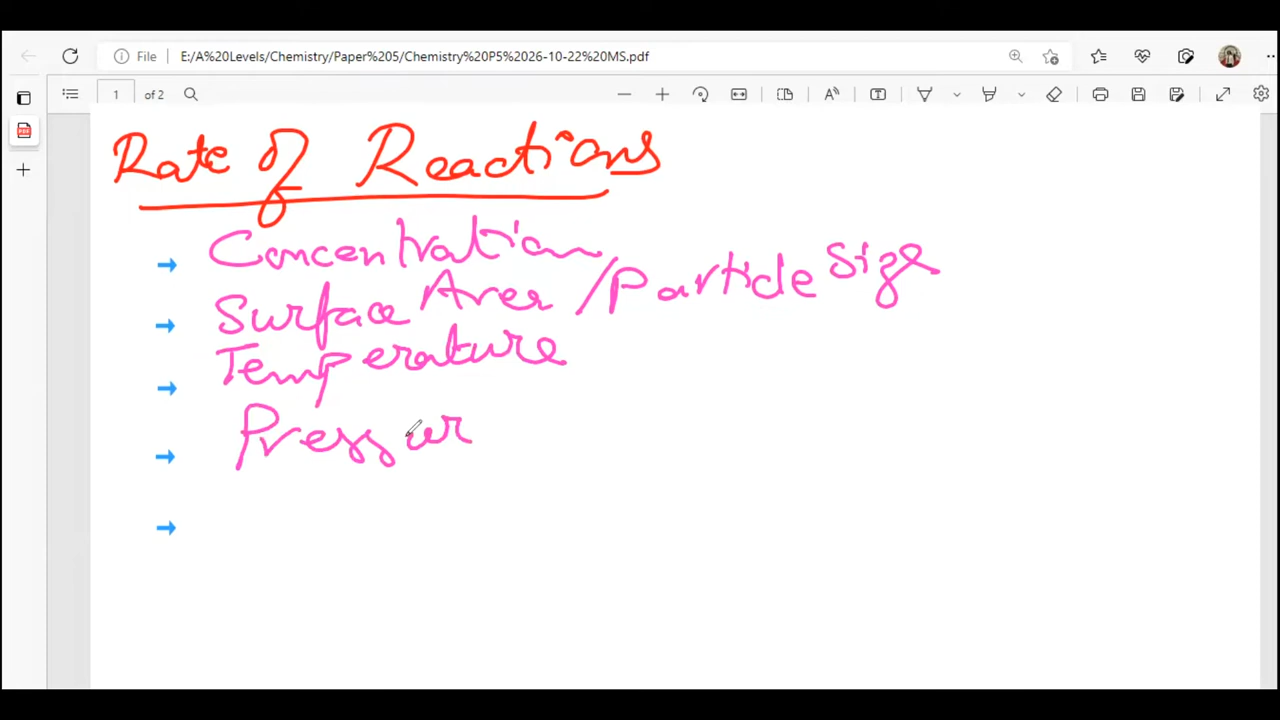 File
E:/A%20Levels/Chemistry/Paper%205/Chemistry%20P5%2026-10-22%20MS.pdf
1 of 2
Rate of Reactions
→ Concentration
→ Surface Area / Particle Size
→ Temperature
→ Pressur
→